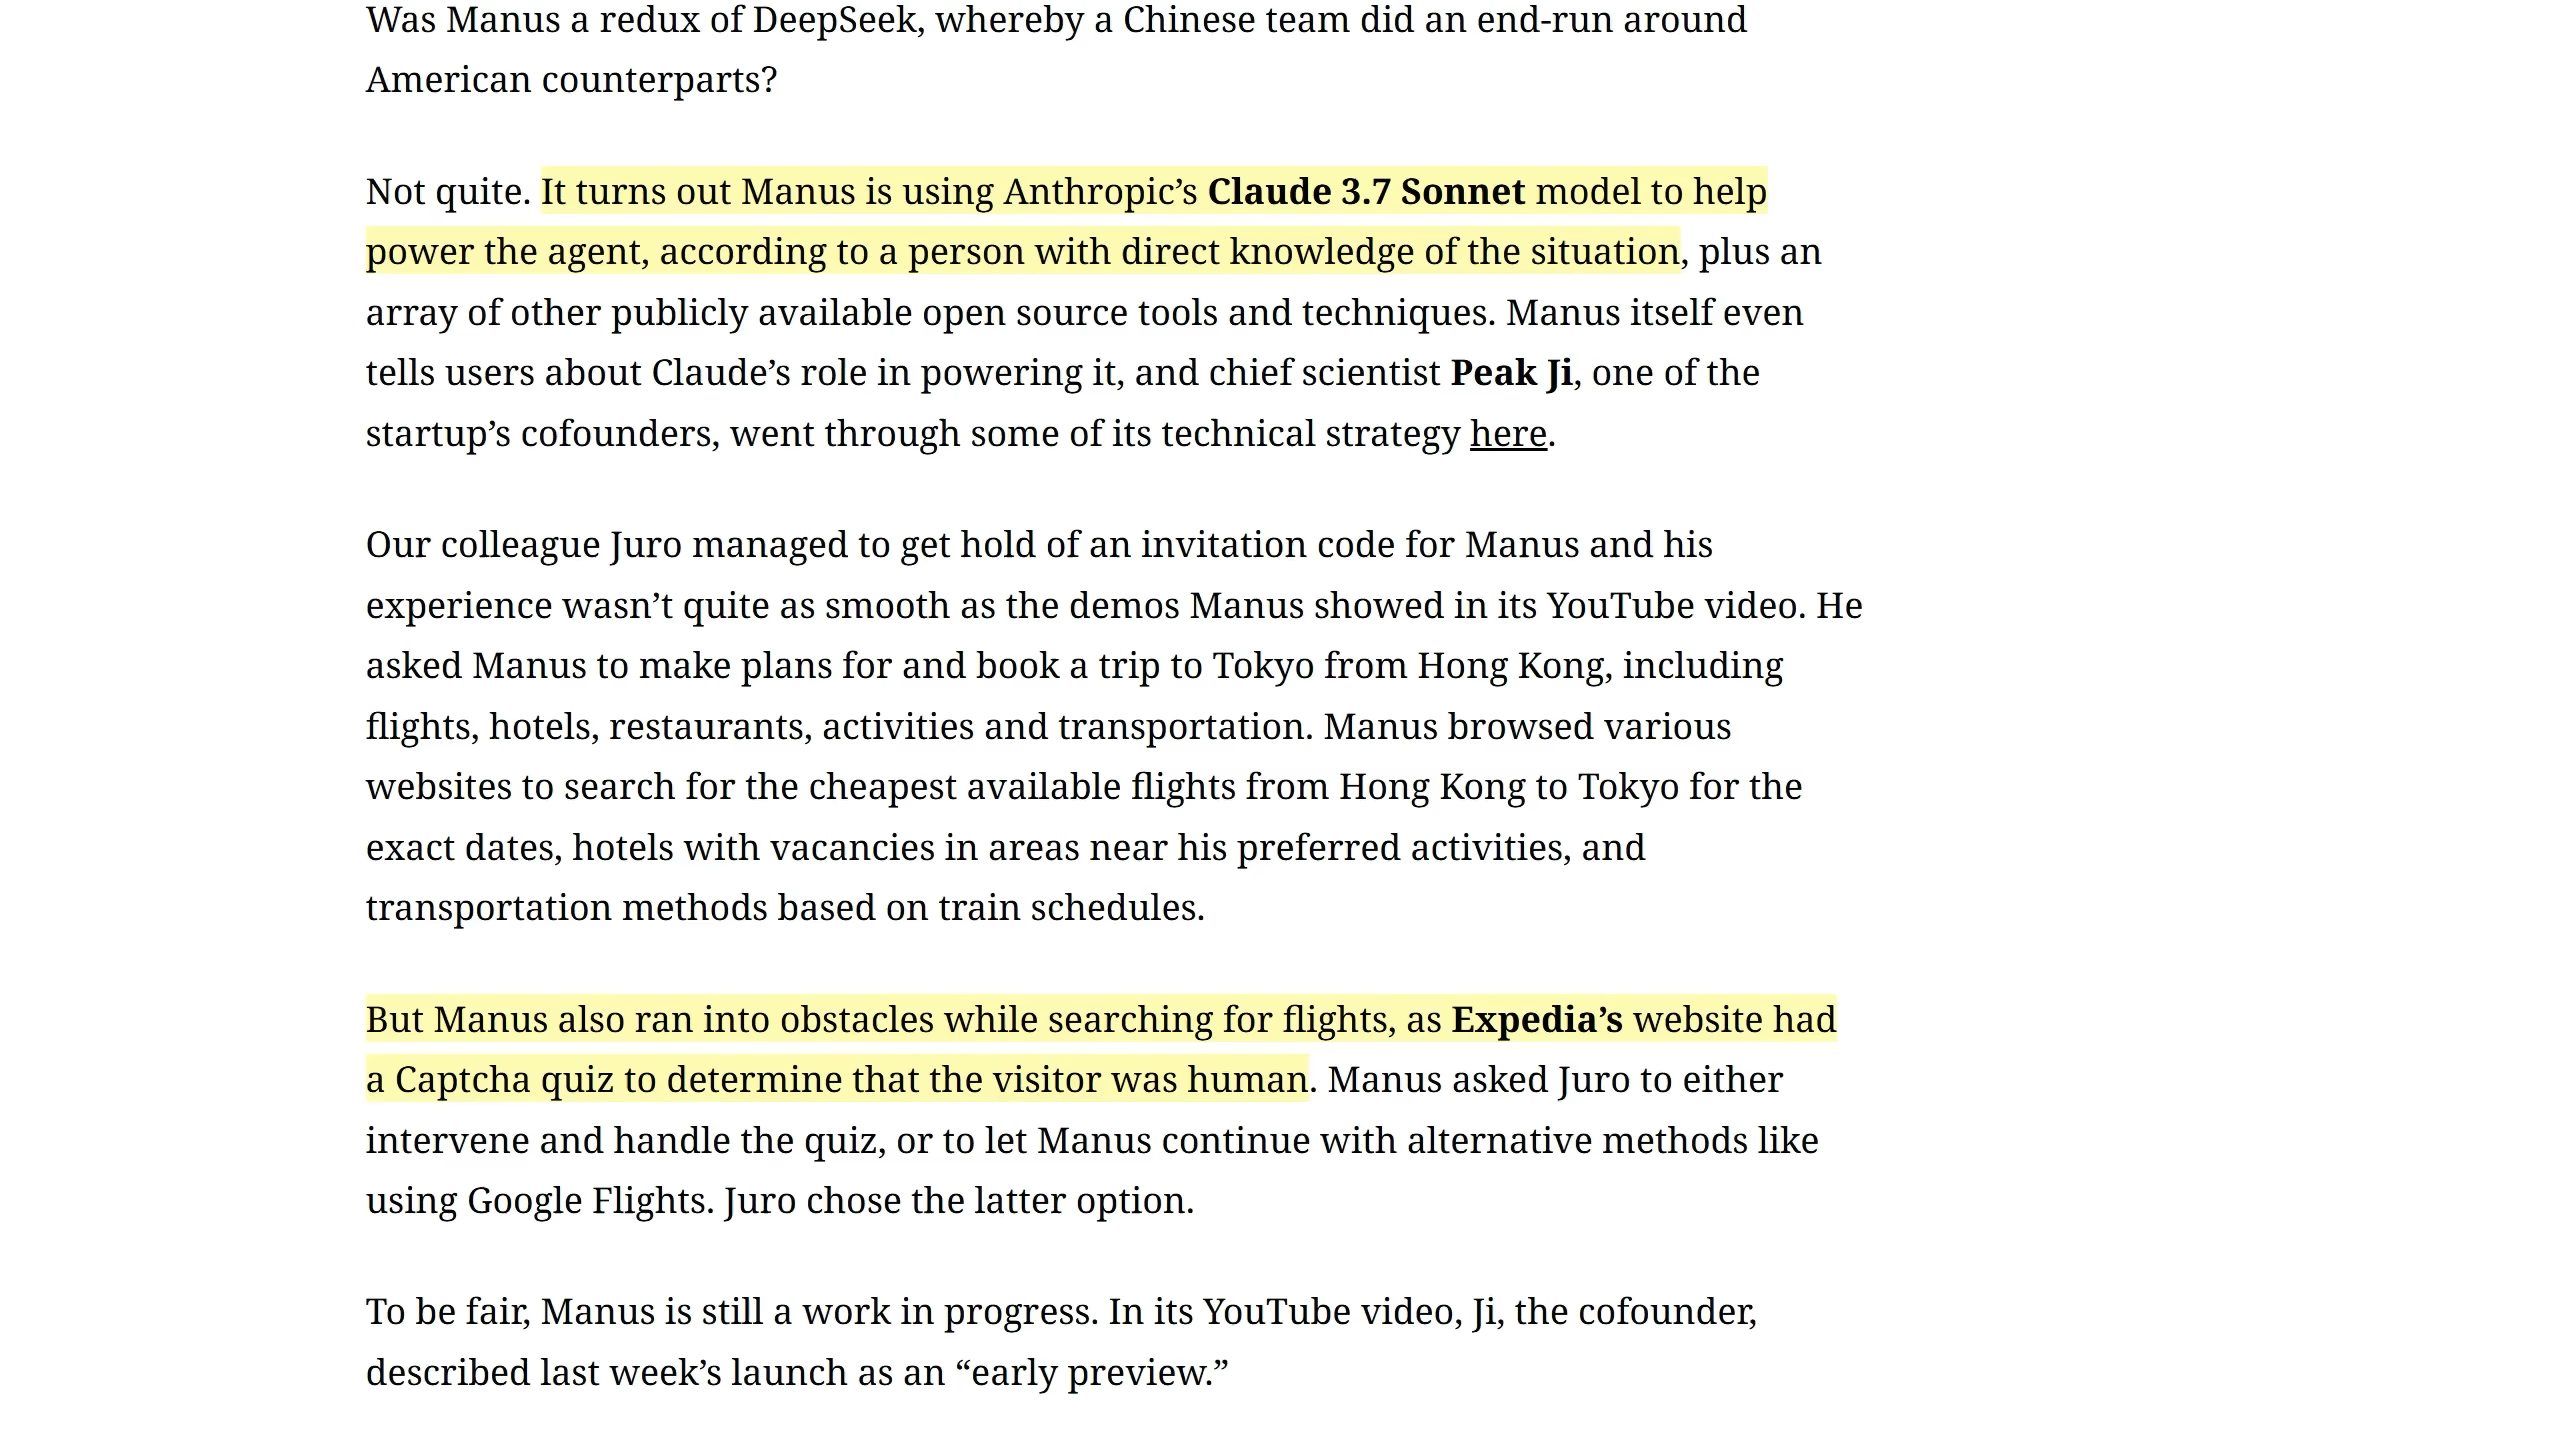 Was Manus a redux of DeepSeek, whereby a Chinese team did an end-run around
American counterparts?
Not quite. It turns out Manus is using Anthropic’s Claude 3.7 Sonnet model to help
power the agent, according to a person with direct knowledge of the situation, plus an
array of other publicly available open source tools and techniques. Manus itself even
tells users about Claude’s role in powering it, and chief scientist Peak Ji, one of the
startup’s cofounders, went through some of its technical strategy here.
Our colleague Juro managed to get hold of an invitation code for Manus and his
experience wasn’t quite as smooth as the demos Manus showed in its YouTube video. He
asked Manus to make plans for and book a trip to Tokyo from Hong Kong, including
flights, hotels, restaurants, activities and transportation. Manus browsed various
websites to search for the cheapest available flights from Hong Kong to Tokyo for the
exact dates, hotels with vacancies in areas near his preferred activities, and
transportation methods based on train schedules.
But Manus also ran into obstacles while searching for flights, as Expedia’s website had
a Captcha quiz to determine that the visitor was human. Manus asked Juro to either
intervene and handle the quiz, or to let Manus continue with alternative methods like
using Google Flights. Juro chose the latter option.
To be fair, Manus is still a work in progress. In its YouTube video, Ji, the cofounder,
described last week’s launch as an “early preview.”